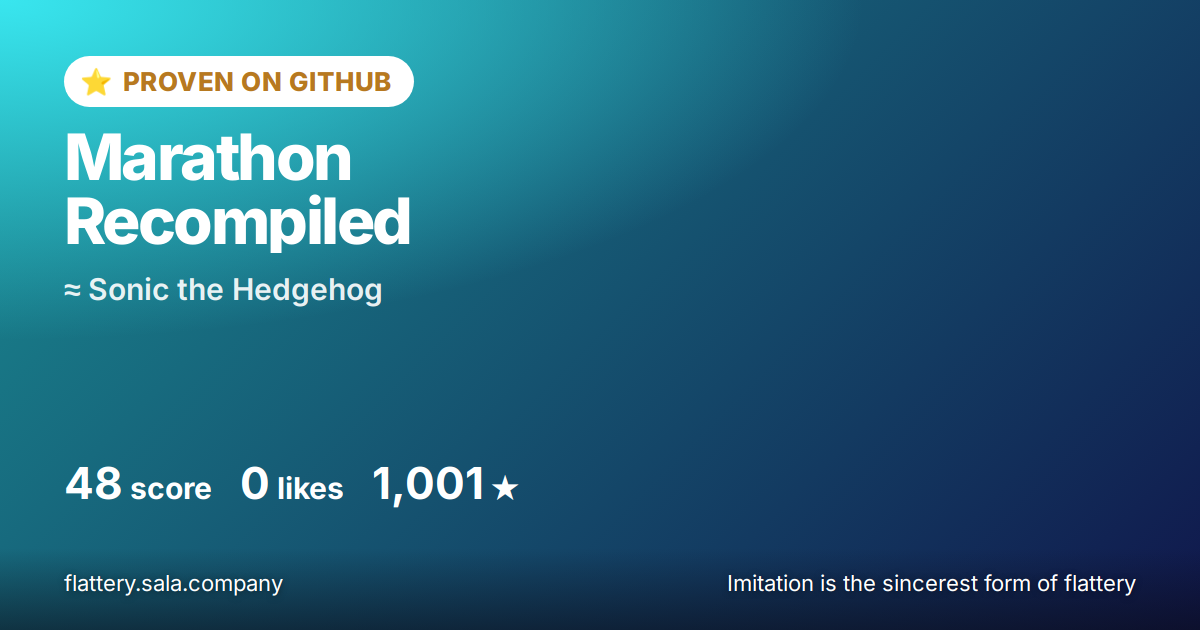 ⭐ PROVEN ON GITHUB
Marathon
Recompiled
≈ Sonic the Hedgehog
48 score 0 likes 1,001 ★
flattery.sala.company
Imitation is the sincerest form of flattery